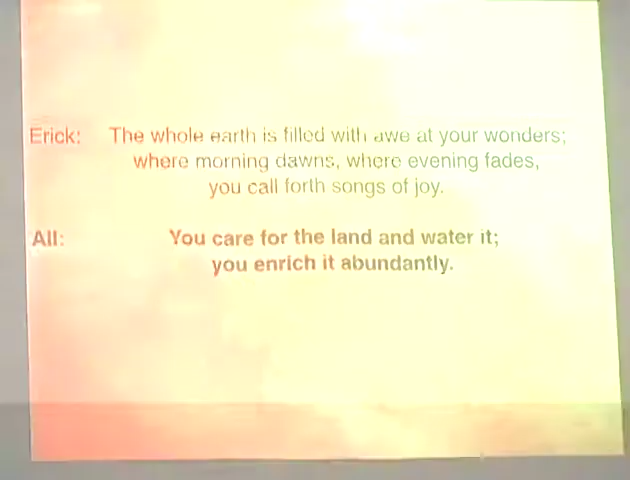 Erick: The whole earth is filled with awe at your wonders;
where morning dawns, where evening fades,
you call forth songs of joy.
All: You care for the land and water it;
you enrich it abundantly.